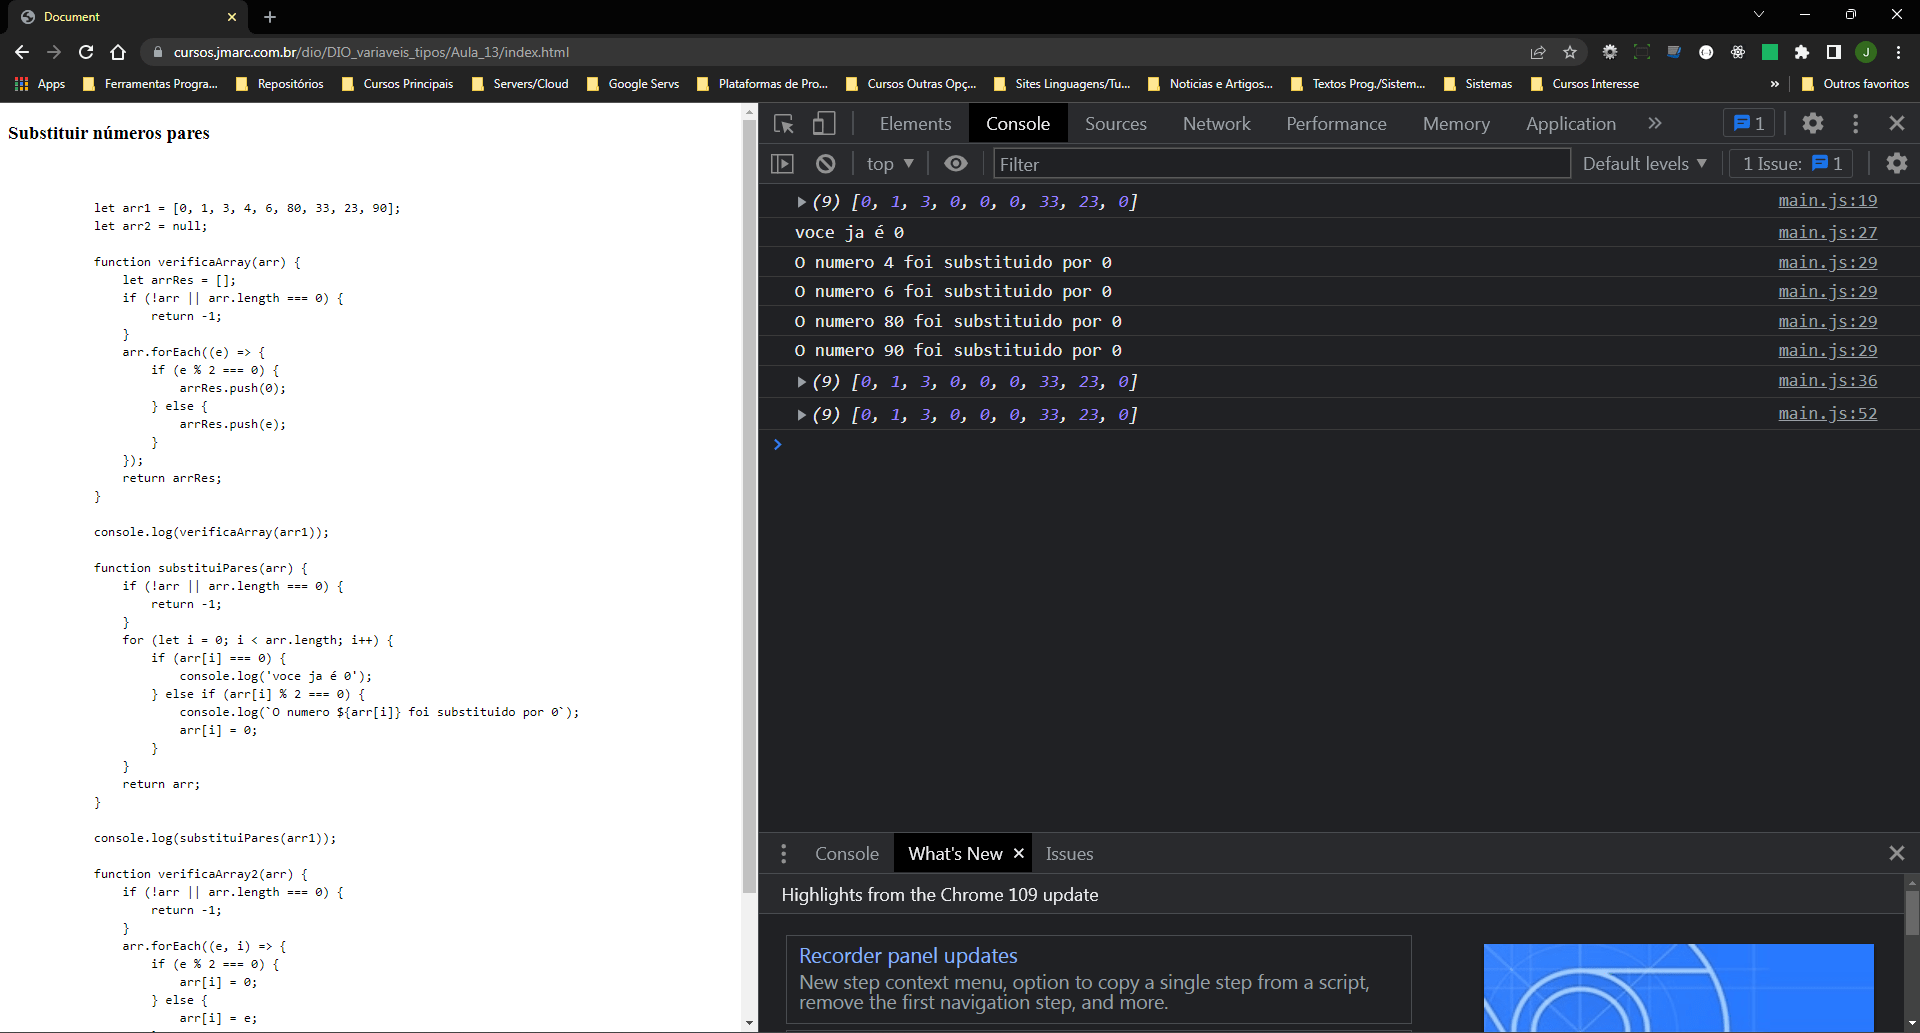 Document
cursos.jmarc.com.br/dio/DIO_variaveis_tipos/Aula_13/index.html
J
Apps
Ferramentas Progra...
Repositórios
Cursos Principais
Servers/Cloud
Google Servs
Plataformas de Pro...
Cursos Outras Opç...
Sites Linguagens/Tu...
Noticias e Artigos...
Textos Prog./Sistem...
Sistemas
Cursos Interesse
»
Outros favoritos
Substituir números pares
let arr1 = [0, 1, 3, 4, 6, 80, 33, 23, 90];
let arr2 = null;
function verificaArray(arr) {
let arrRes = [];
if (!arr || arr.length === 0) {
return -1;
}
arr.forEach((e) => {
if (e % 2 === 0) {
arrRes.push(0);
} else {
arrRes.push(e);
}
});
return arrRes;
}
console.log(verificaArray(arr1));
function substituiPares(arr) {
if (!arr || arr.length === 0) {
return -1;
}
for (let i = 0; i < arr.length; i++) {
if (arr[i] === 0) {
console.log('voce ja é 0');
} else if (arr[i] % 2 === 0) {
console.log(`O numero ${arr[i]} foi substituido por 0`);
arr[i] = 0;
}
}
return arr;
}
console.log(substituiPares(arr1));
function verificaArray2(arr) {
if (!arr || arr.length === 0) {
return -1;
}
arr.forEach((e, i) => {
if (e % 2 === 0) {
arr[i] = 0;
} else {
arr[i] = e;
Elements
Console
Sources
Network
Performance
Memory
Application
»
1
top
Filter
Default levels
1 Issue: 1
(9) [0, 1, 3, 0, 0, 0, 33, 23, 0] main.js:19
voce ja é 0 main.js:27
O numero 4 foi substituido por 0 main.js:29
O numero 6 foi substituido por 0 main.js:29
O numero 80 foi substituido por 0 main.js:29
O numero 90 foi substituido por 0 main.js:29
(9) [0, 1, 3, 0, 0, 0, 33, 23, 0] main.js:36
(9) [0, 1, 3, 0, 0, 0, 33, 23, 0] main.js:52
Console
What's New
Issues
Highlights from the Chrome 109 update
Recorder panel updates
New step context menu, option to copy a single step from a script,
remove the first navigation step, and more.